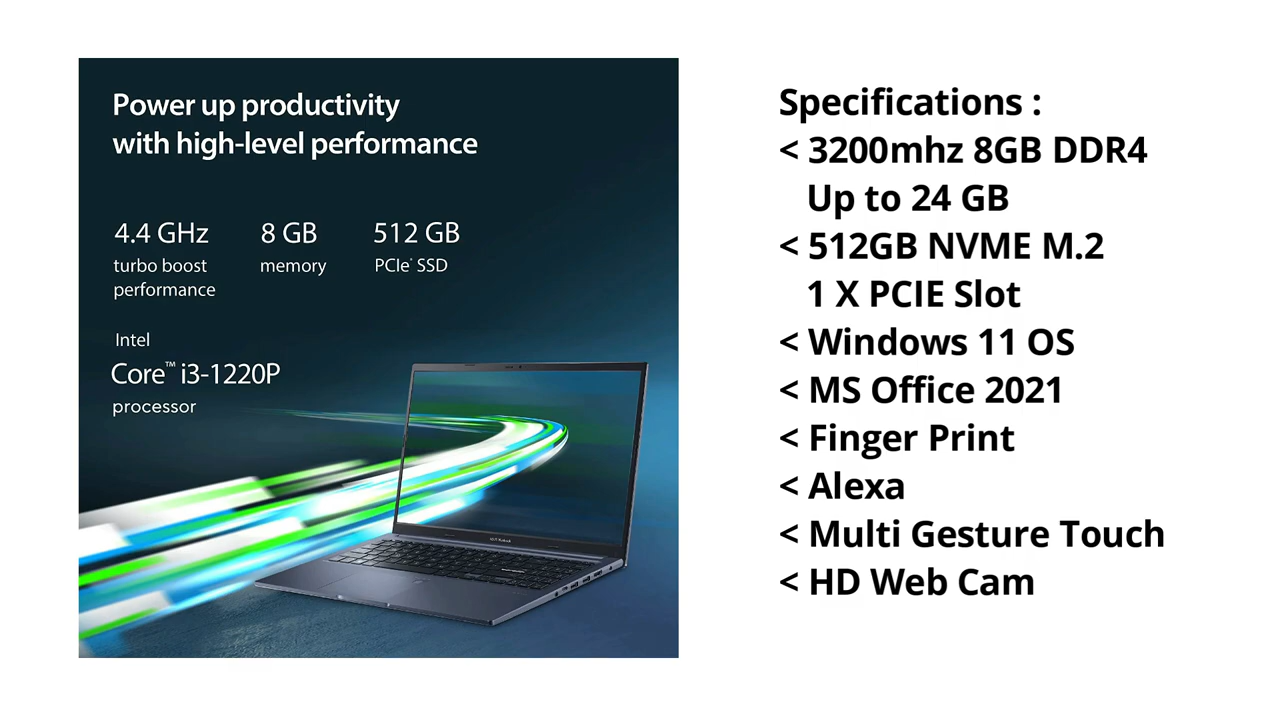 Power up productivity
with high-level performance
4.4 GHz
turbo boost
performance
8 GB
memory
512 GB
PCIe® SSD
Intel
Core™ i3-1220P
processor
Specifications :
< 3200mhz 8GB DDR4
Up to 24 GB
< 512GB NVME M.2
1 X PCIE Slot
< Windows 11 OS
< MS Office 2021
< Finger Print
< Alexa
< Multi Gesture Touch
< HD Web Cam